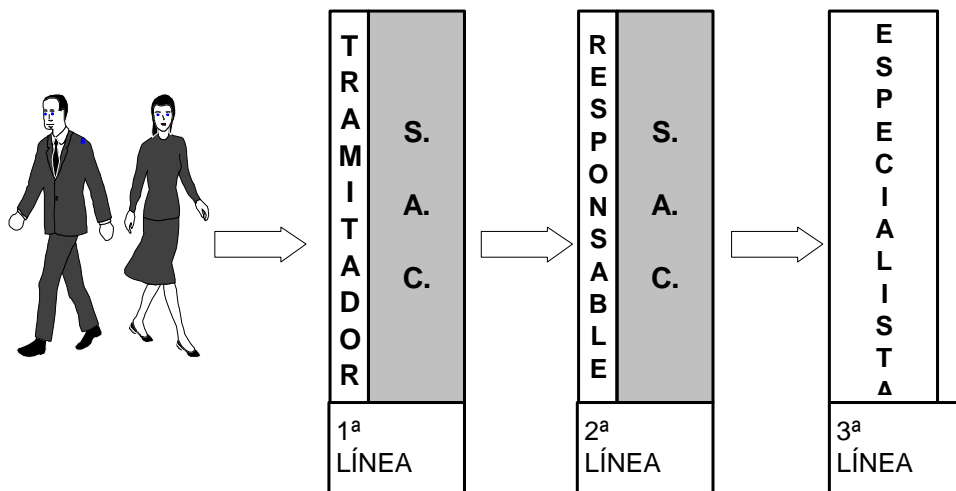 TRAMITADOR
S.
A.
C.
1ª
LÍNEA
RESPONSABLE
S.
A.
C.
2ª
LÍNEA
ESPECIALISTA
3ª
LÍNEA